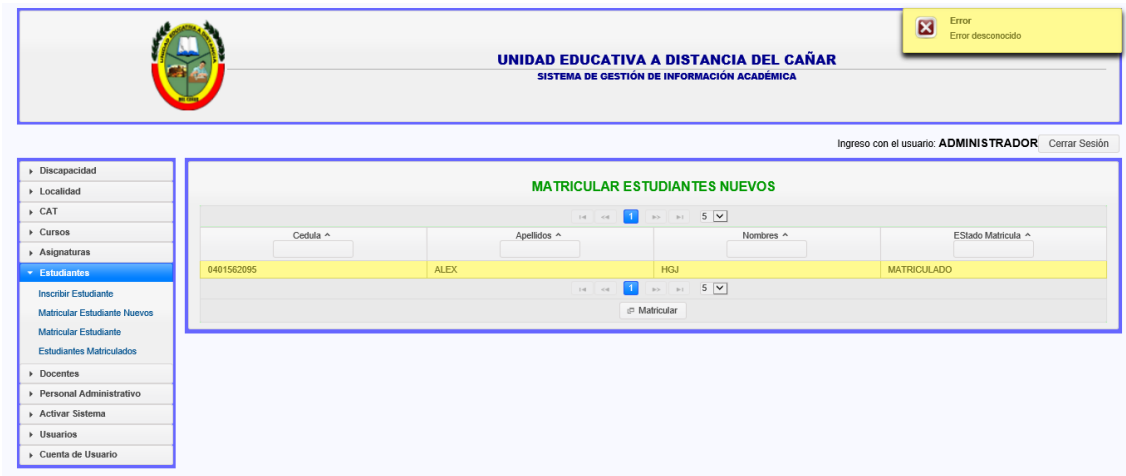 Error
Error desconocido
UNIDAD EDUCATIVA A DISTANCIA DEL CAÑAR
SISTEMA DE GESTIÓN DE INFORMACIÓN ACADÉMICA
Ingreso con el usuario: ADMINISTRADOR Cerrar Sesión
Discapacidad
Localidad
CAT
Cursos
Asignaturas
Estudiantes
Inscribir Estudiante
Matricular Estudiante Nuevos
Matricular Estudiante
Estudiantes Matriculados
Docentes
Personal Administrativo
Activar Sistema
Usuarios
Cuenta de Usuario
MATRICULAR ESTUDIANTES NUEVOS
1 5
Cedula Apellidos Nombres EStado Matricula
0401562095 ALEX HGJ MATRICULADO
1 5
Matricular